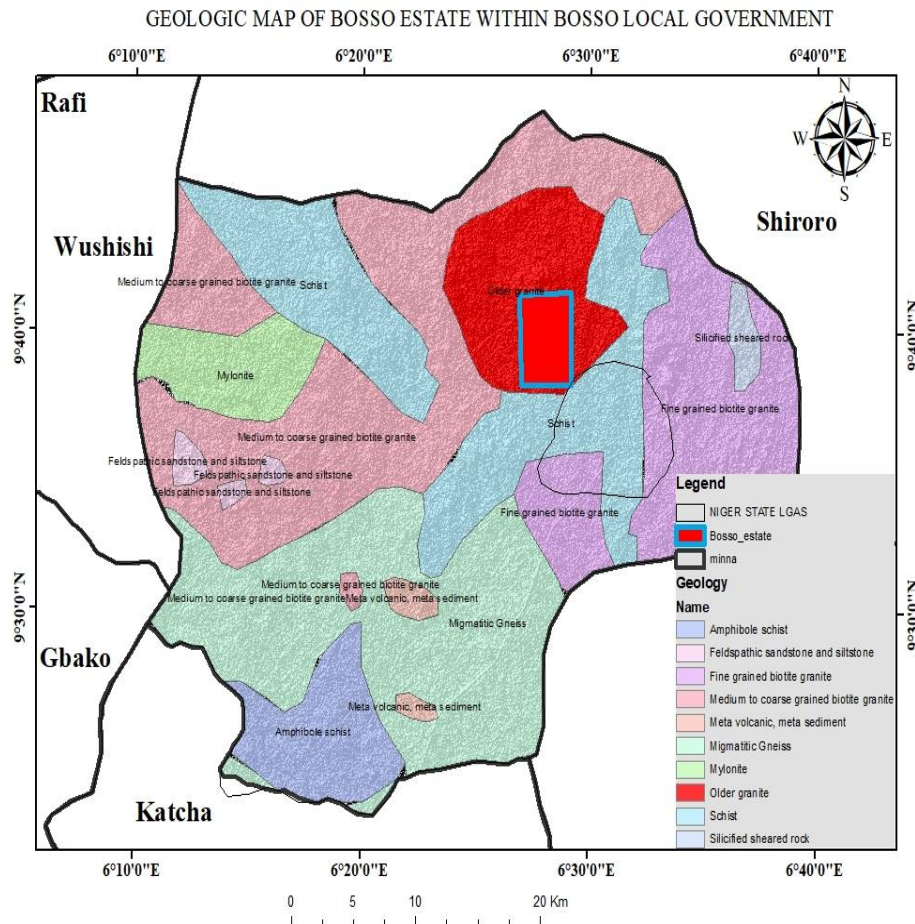 GEOLOGIC MAP OF BOSSO ESTATE WITHIN BOSSO LOCAL GOVERNMENT
6°10'0"E 6°20'0"E 6°30'0"E 6°40'0"E
Rafi
N
W E
S
Shiroro
Wushishi
Medium to coarse grained biotite granite
Schist
Older granite
9°40'0"N
9°40'0"N
Silicified sheared rock
Mylonite
Fine grained biotite granite
Schist
Medium to coarse grained biotite granite
Feldspathic sandstone and siltstone
Feldspathic sandstone and siltstone
Feldspathic sandstone and siltstone
Fine grained biotite granite
Medium to coarse grained biotite granite
Medium to coarse grained biotite granite
Meta volcanic, meta sediment
Migmatitic Gneiss
9°30'0"N
9°30'0"N
Gbako
Meta volcanic, meta sediment
Amphibole schist
Katcha
Legend
NIGER STATE LGAS
Bosso_estate
minna
Geology
Name
Amphibole schist
Feldspathic sandstone and siltstone
Fine grained biotite granite
Medium to coarse grained biotite granite
Meta volcanic, meta sediment
Migmatitic Gneiss
Mylonite
Older granite
Schist
Silicified sheared rock
6°10'0"E 6°20'0"E 6°30'0"E 6°40'0"E
0 5 10 20 Km